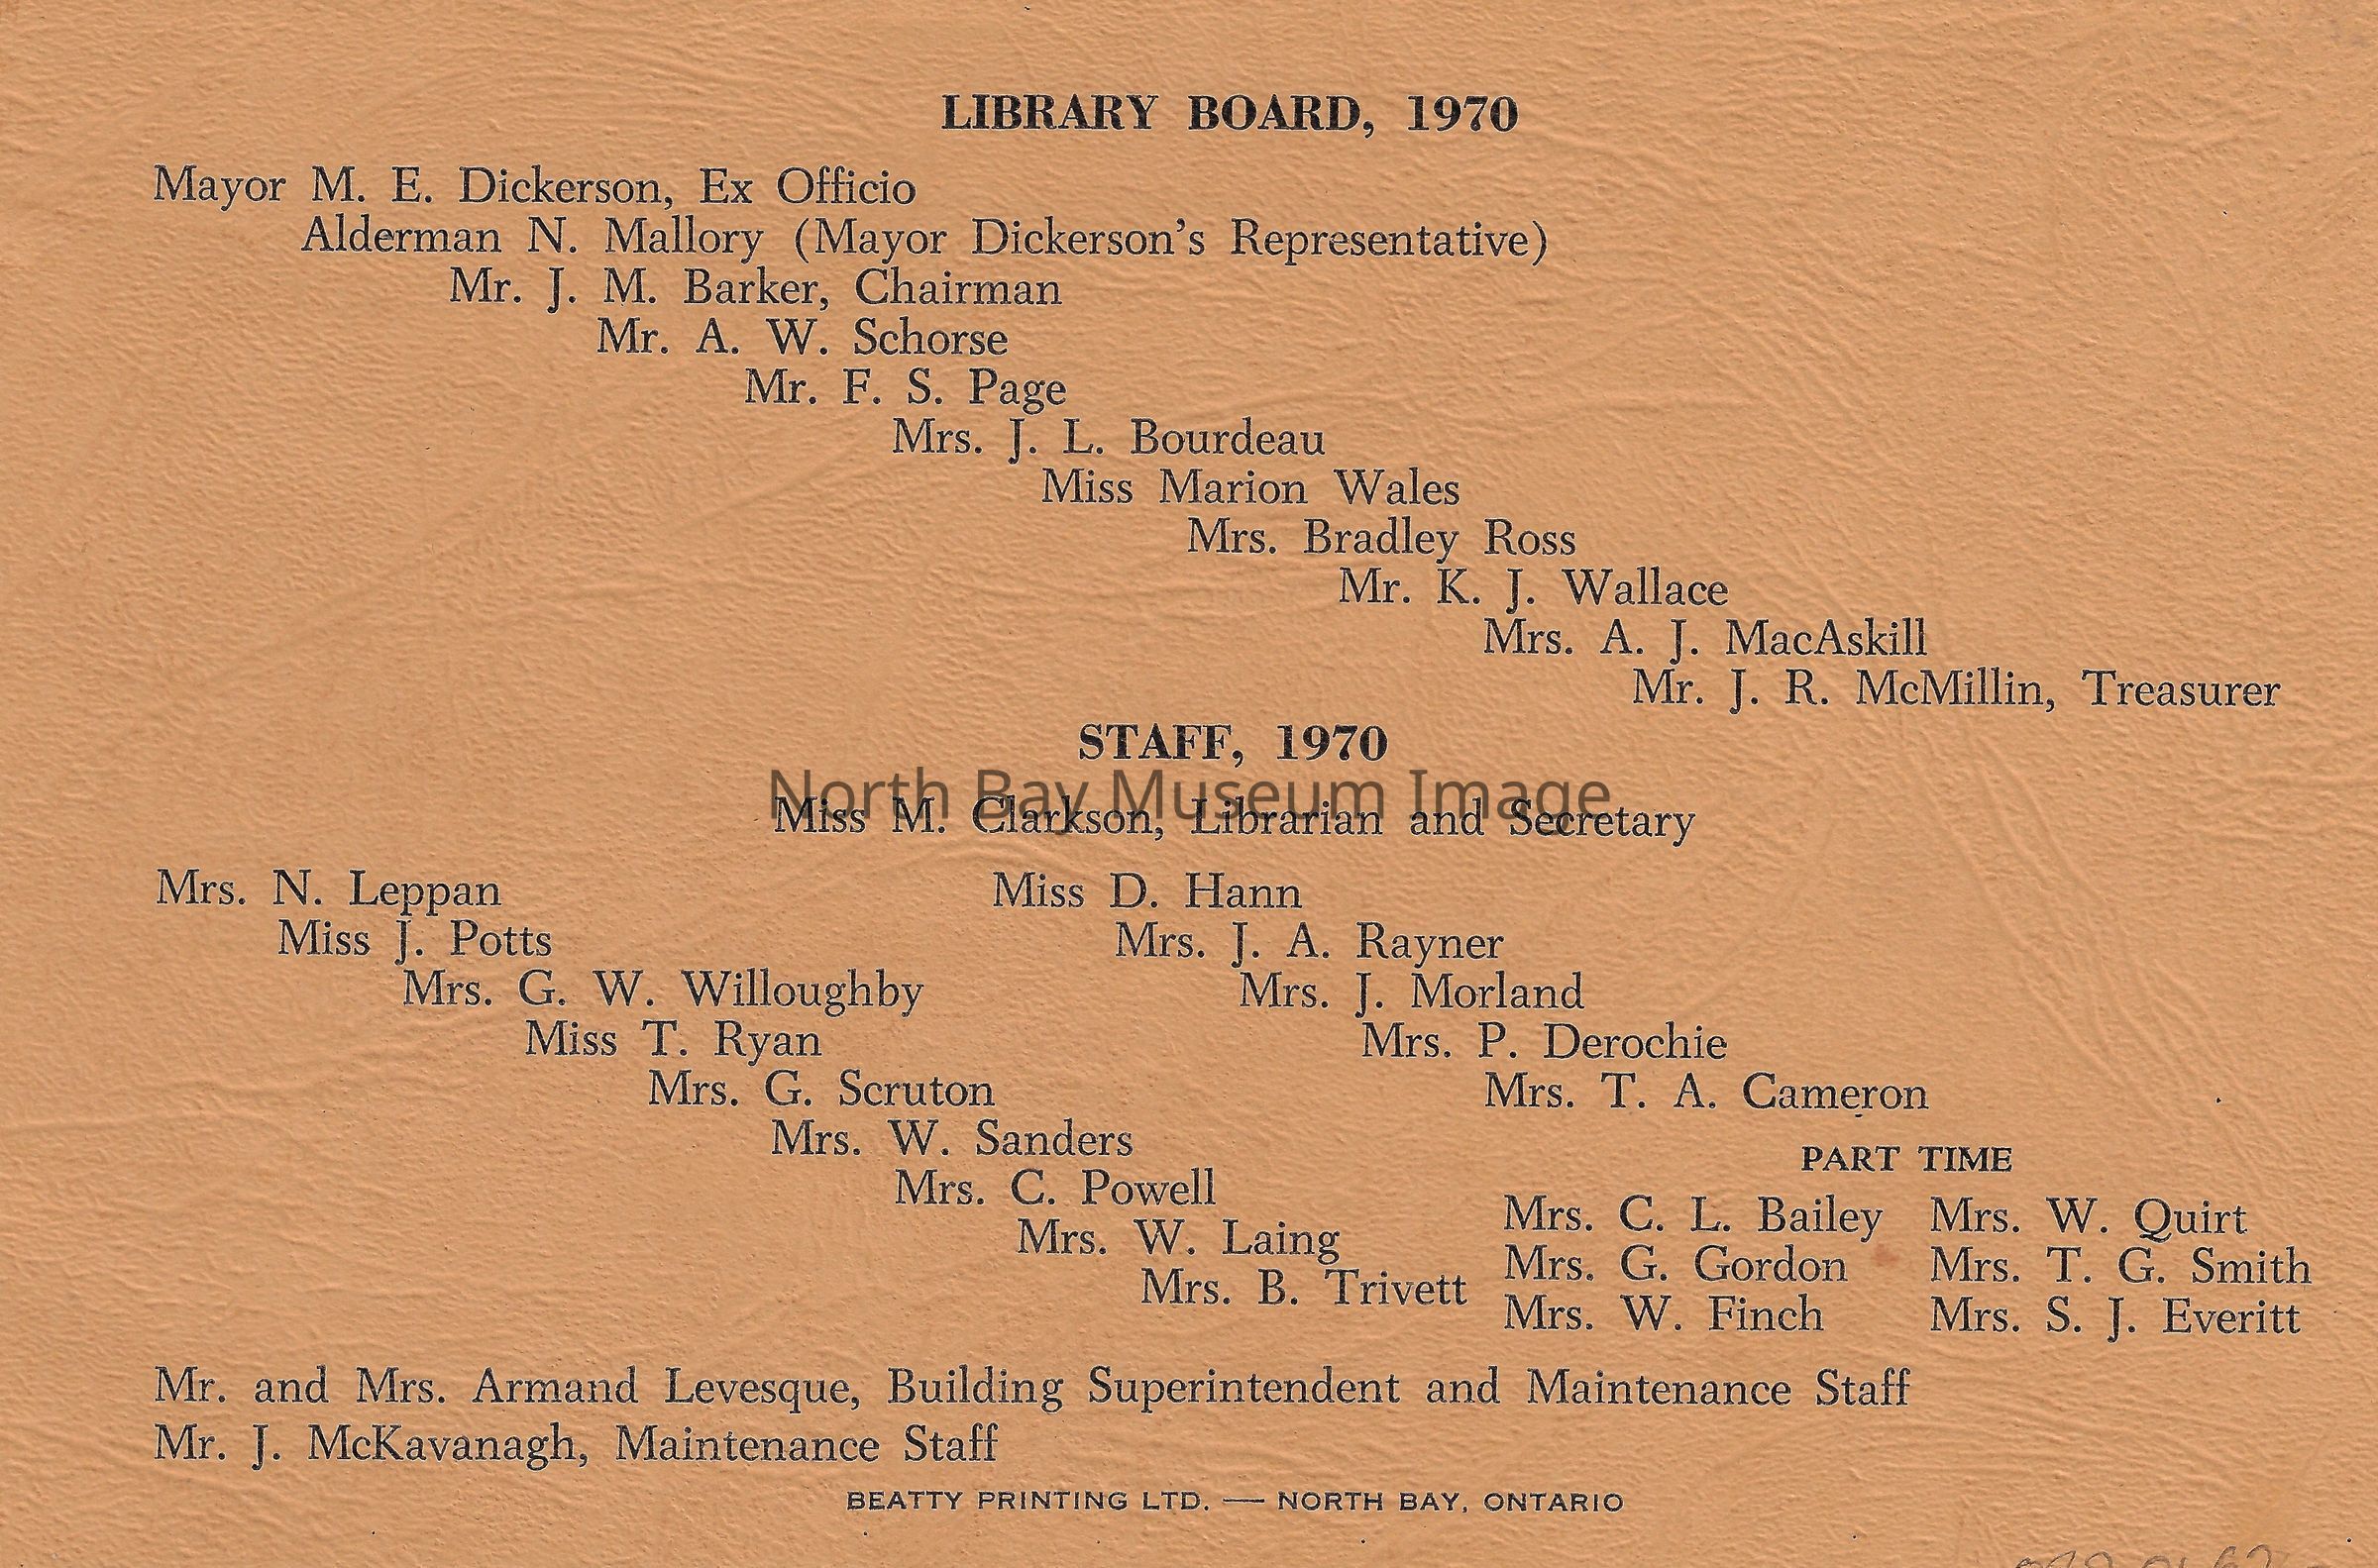 LIBRARY BOARD, 1970
Mayor M. E. Dickerson, Ex Officio
Alderman N. Mallory (Mayor Dickerson's Representative)
Mr. J. M. Barker, Chairman
Mr. A. W. Schorse
Mr. F. S. Page
Mrs. J. L. Bourdeau
Miss Marion Wales
Mrs. Bradley Ross
Mr. K. J. Wallace
Mrs. A. J. MacAskill
Mr. J. R. McMillin, Treasurer
STAFF, 1970
North Bay Museum Image
Miss M. Clarkson, Librarian and Secretary
Mrs. N. Leppan
Miss J. Potts
Mrs. G. W. Willoughby
Miss T. Ryan
Mrs. G. Scruton
Mrs. W. Sanders
Mrs. C. Powell
Mrs. W. Laing
Mrs. B. Trivett
Miss D. Hann
Mrs. J. A. Rayner
Mrs. J. Morland
Mrs. P. Derochie
Mrs. T. A. Cameron
PART TIME
Mrs. C. L. Bailey
Mrs. G. Gordon
Mrs. W. Finch
Mrs. W. Quirt
Mrs. T. G. Smith
Mrs. S. J. Everitt
Mr. and Mrs. Armand Levesque, Building Superintendent and Maintenance Staff
Mr. J. McKavanagh, Maintenance Staff
BEATTY PRINTING LTD. — NORTH BAY, ONTARIO